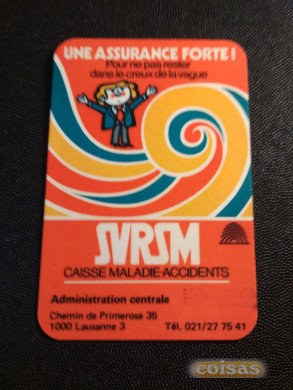 UNE ASSURANCE FORTE!
Pour ne pas rester
dans le creux de la vague
SVRSM
CAISSE MALADIE-ACCIDENTS
Administration centrale
Chemin de Primerose 35
1000 Lausanne 3 Tél. 021/27 75 41
coisas